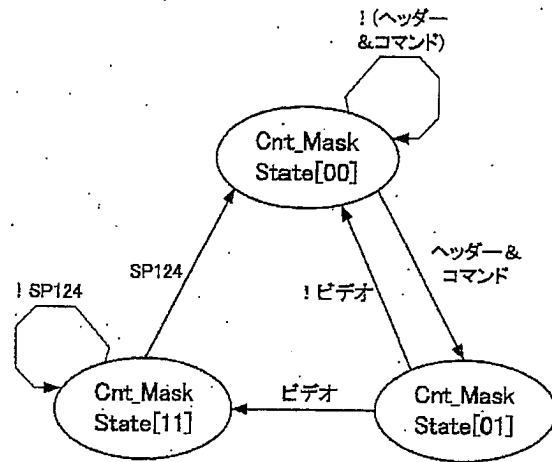 ! (ヘッダー
&コマンド)
Cnt_Mask
State[00]
SP124
ヘッダー&
コマンド
! ビデオ
! SP124
Cnt_Mask
State[11]
ビデオ
Cnt_Mask
State[01]